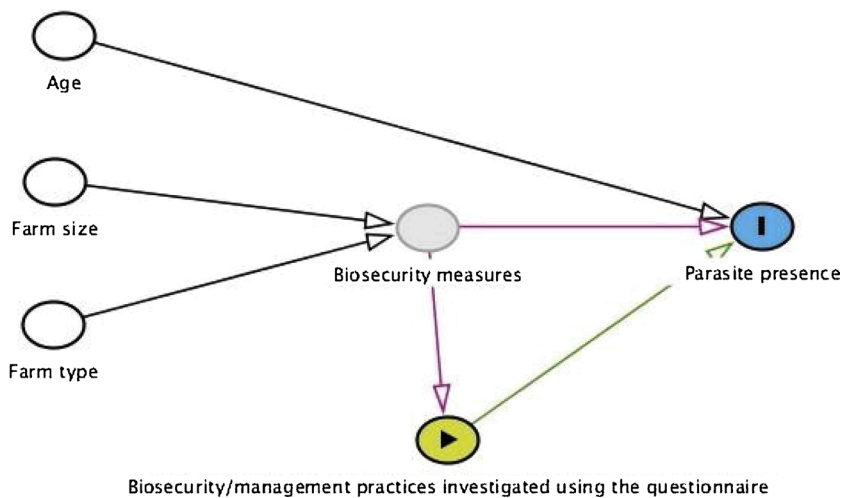 Age
Farm size
Biosecurity measures
Parasite presence
Farm type
Biosecurity/management practices investigated using the questionnaire